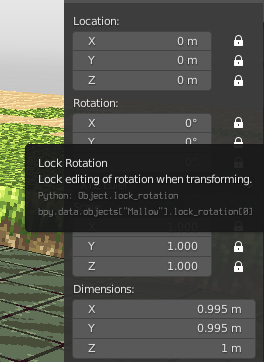 Location:
X 0 m
Y 0 m
Z 0 m
Rotation:
X 0°
Y 0°
Lock Rotation
Lock editing of rotation when transforming.
Python: Object.lock_rotation
bpy.data.objects["Mallow"].lock_rotation[0]
Y 1.000
Z 1.000
Dimensions:
X 0.995 m
Y 0.995 m
Z 1 m